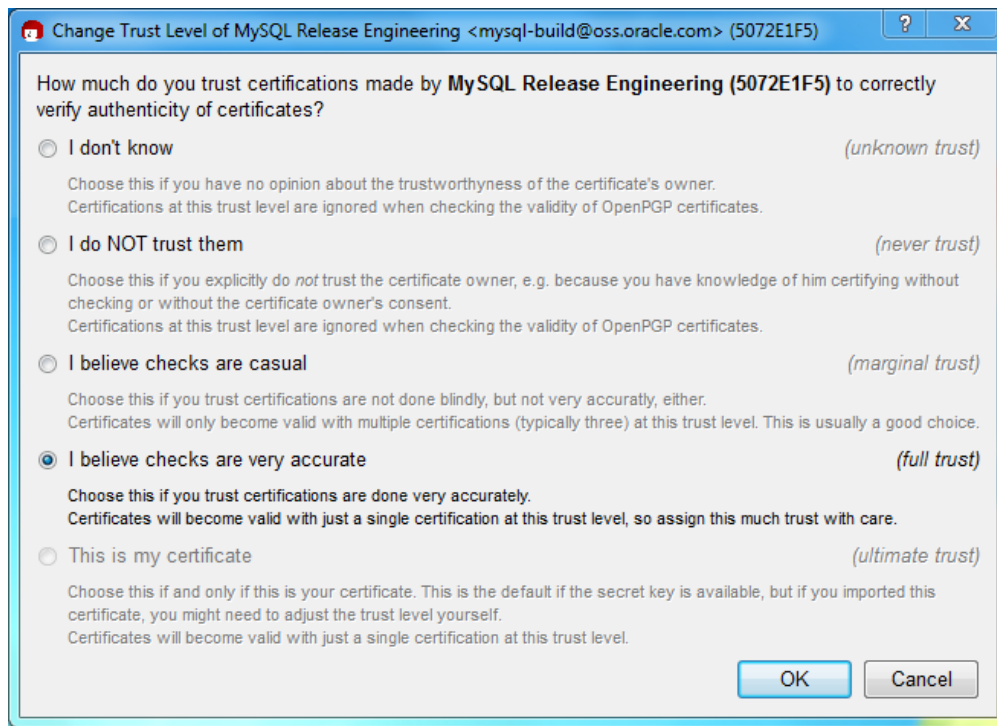 Change Trust Level of MySQL Release Engineering <mysql-build@oss.oracle.com> (5072E1F5)
? X
How much do you trust certifications made by MySQL Release Engineering (5072E1F5) to correctly
verify authenticity of certificates?
I don't know (unknown trust)
Choose this if you have no opinion about the trustworthyness of the certificate's owner.
Certifications at this trust level are ignored when checking the validity of OpenPGP certificates.
I do NOT trust them (never trust)
Choose this if you explicitly do not trust the certificate owner, e.g. because you have knowledge of him certifying without
checking or without the certificate owner's consent.
Certifications at this trust level are ignored when checking the validity of OpenPGP certificates.
I believe checks are casual (marginal trust)
Choose this if you trust certifications are not done blindly, but not very accuratly, either.
Certificates will only become valid with multiple certifications (typically three) at this trust level. This is usually a good choice.
I believe checks are very accurate (full trust)
Choose this if you trust certifications are done very accurately.
Certificates will become valid with just a single certification at this trust level, so assign this much trust with care.
This is my certificate (ultimate trust)
Choose this if and only if this is your certificate. This is the default if the secret key is available, but if you imported this
certificate, you might need to adjust the trust level yourself.
Certificates will become valid with just a single certification at this trust level.
OK Cancel